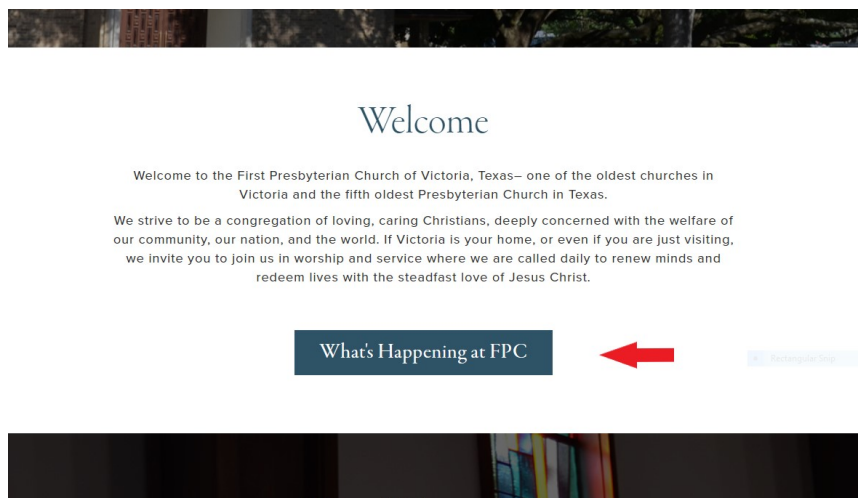 Welcome
Welcome to the First Presbyterian Church of Victoria, Texas– one of the oldest churches in
Victoria and the fifth oldest Presbyterian Church in Texas.
We strive to be a congregation of loving, caring Christians, deeply concerned with the welfare of
our community, our nation, and the world. If Victoria is your home, or even if you are just visiting,
we invite you to join us in worship and service where we are called daily to renew minds and
redeem lives with the steadfast love of Jesus Christ.
What's Happening at FPC
Rectangular Snip